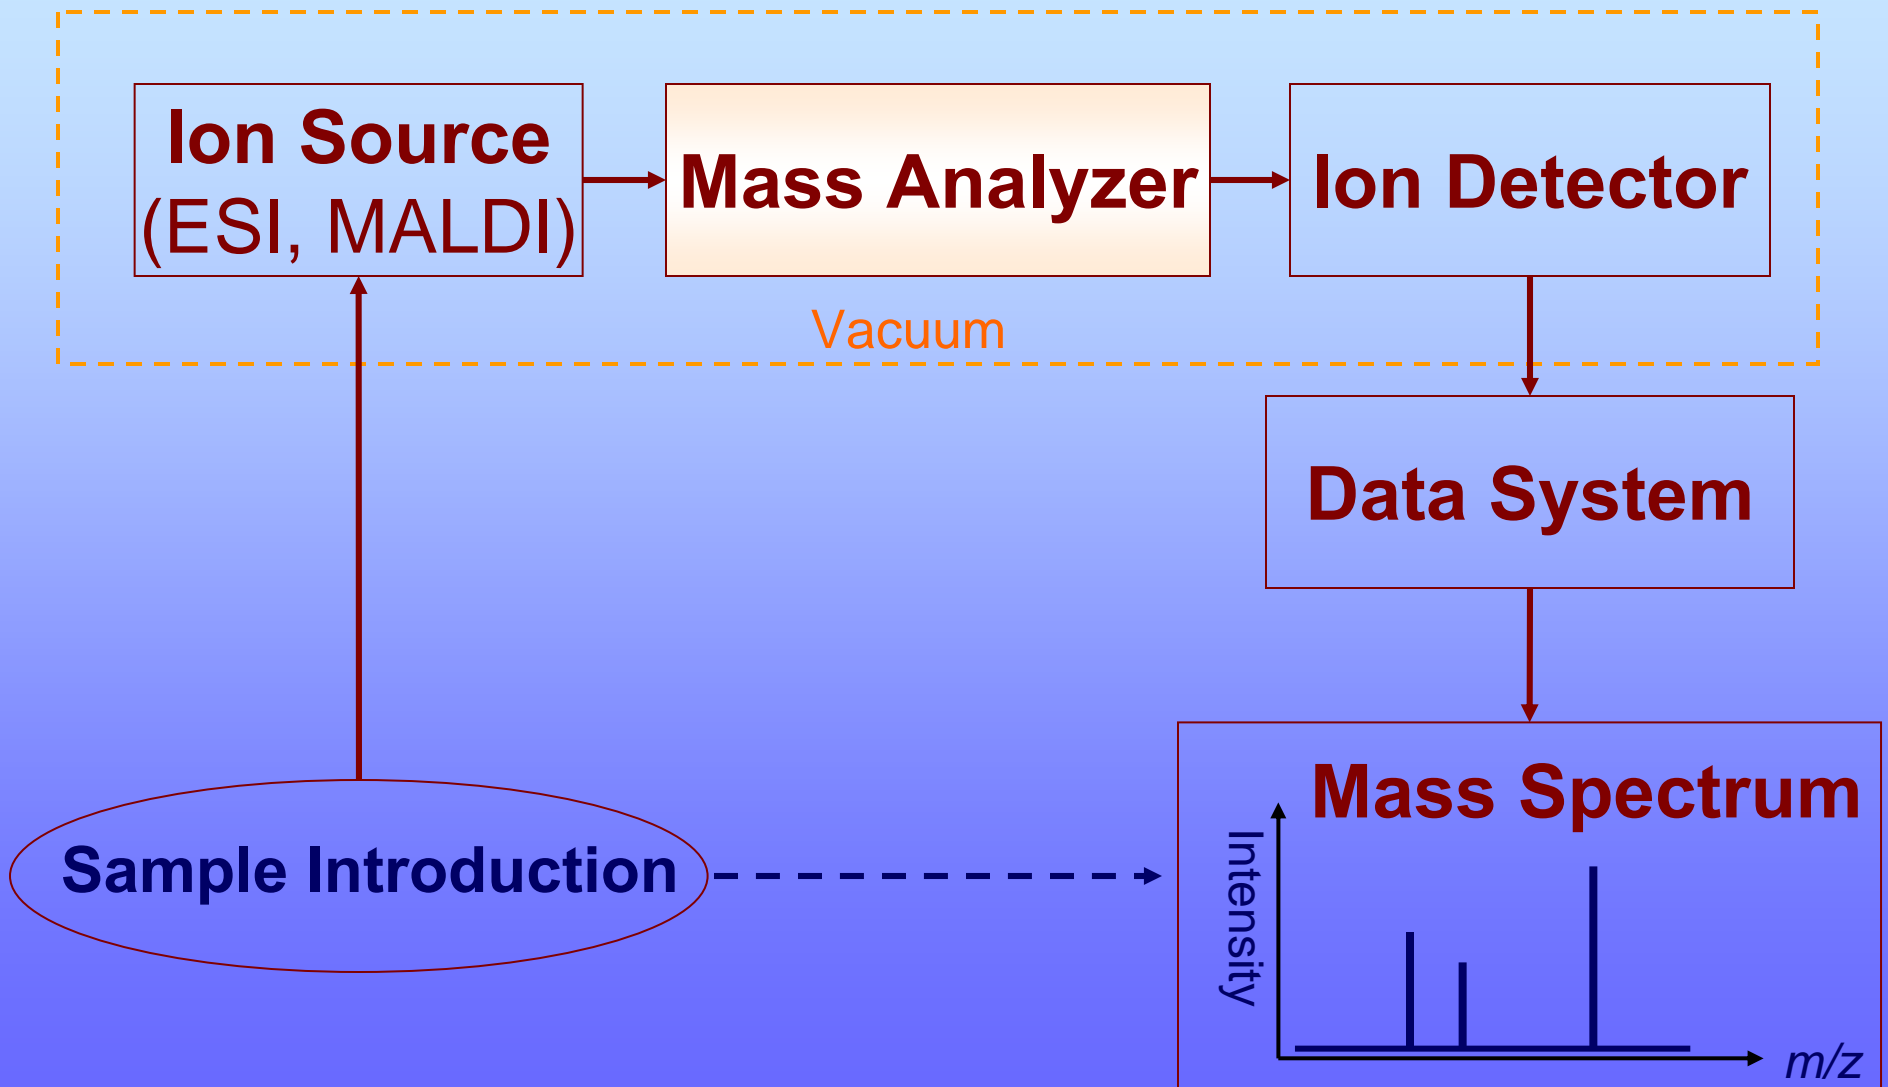 Ion Source
(ESI, MALDI)
Mass Analyzer
Ion Detector
Vacuum
Data System
Mass Spectrum
Sample Introduction
Intensity
m/z